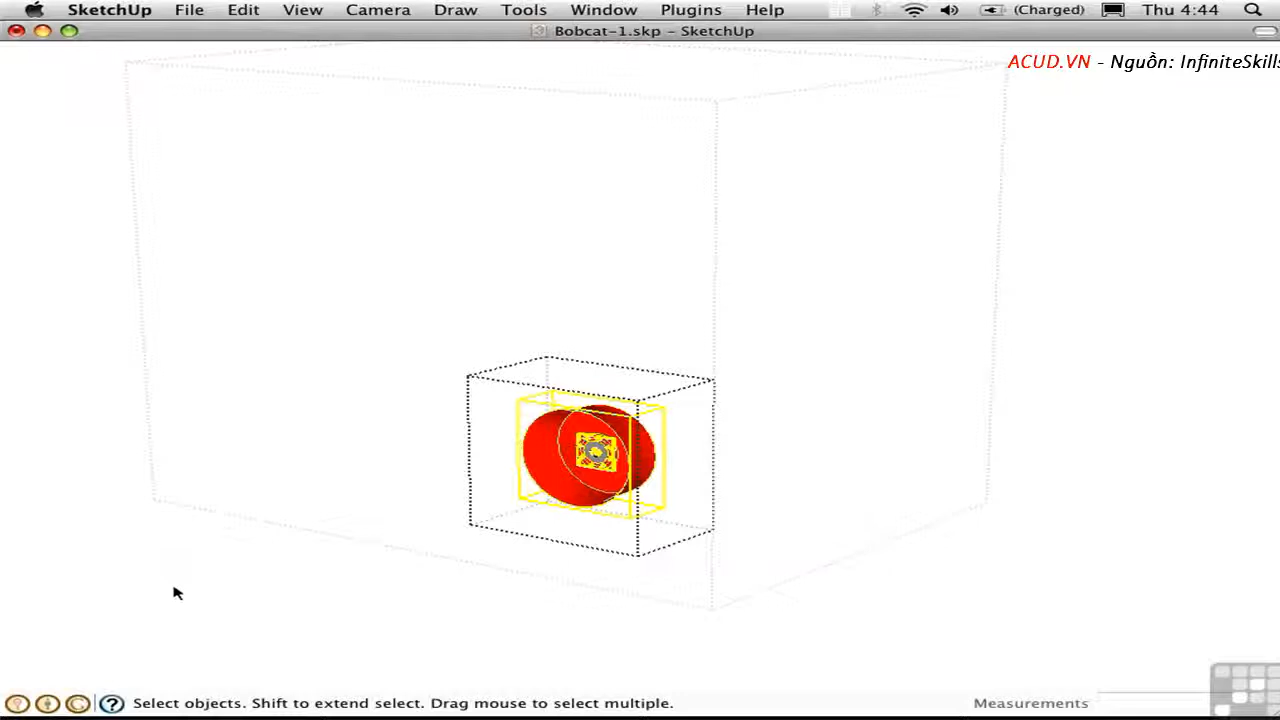 SketchUp File Edit View Camera Draw Tools Window Plugins Help (Charged) Thu 4:44
Bobcat-1.skp – SketchUp
ACUD.VN - Nguồn: InfiniteSkills
Select objects. Shift to extend select. Drag mouse to select multiple. Measurements